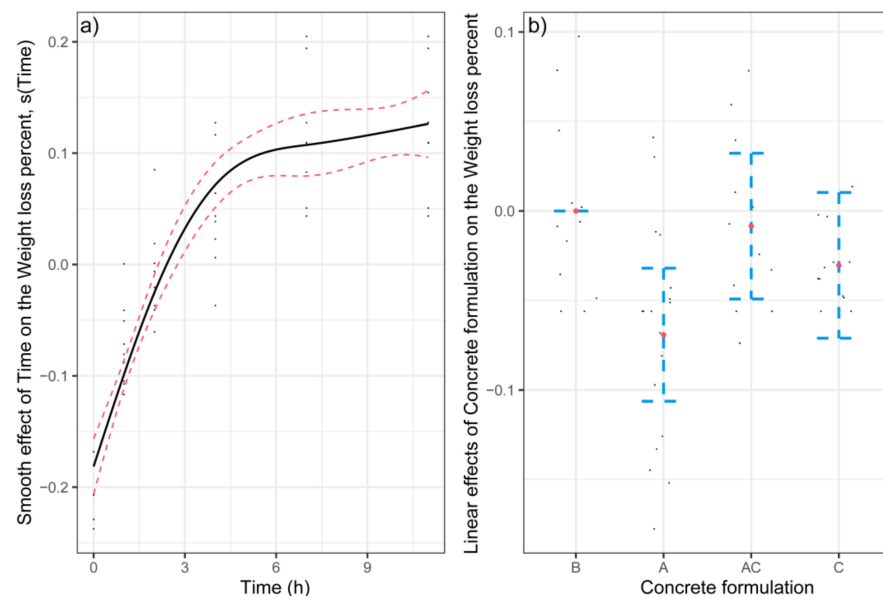 a)
Smooth effect of Time on the Weight loss percent, s(Time)
0.2
0.1
0.0
−0.1
−0.2
0 3 6 9
Time (h)
b)
Linear effects of Concrete formulation on the Weight loss percent
0.1
0.0
−0.1
B A AC C
Concrete formulation